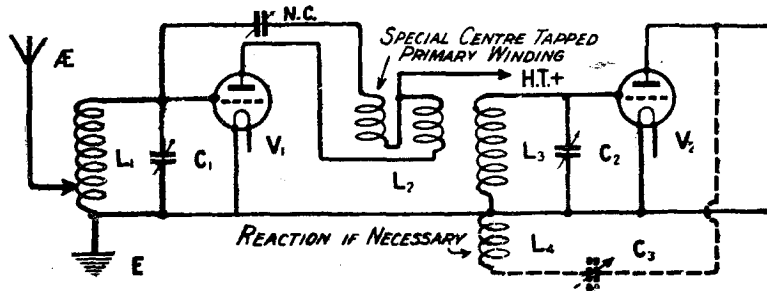 N.C.
SPECIAL CENTRE TAPPED
PRIMARY WINDING
Æ
H.T.+
L1
C1
V1
L2
L3
C2
V2
REACTION IF NECESSARY
L4
C3
E